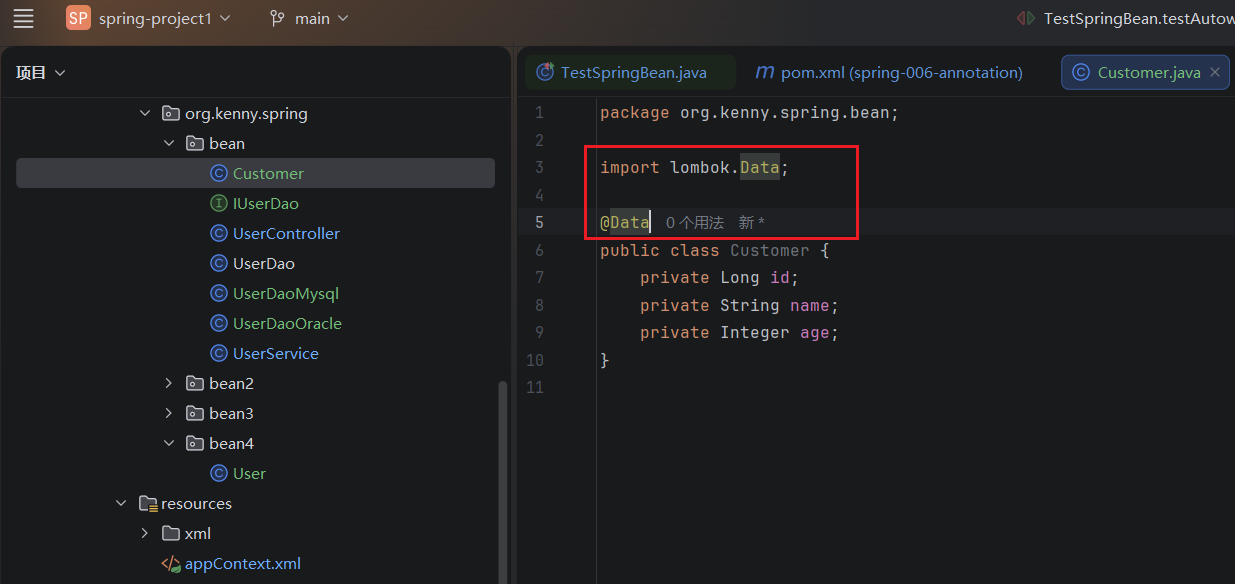 SP spring-project1 main TestSpringBean.testAutow
项目
TestSpringBean.java pom.xml (spring-006-annotation) Customer.java
org.kenny.spring
bean
Customer
IUserDao
UserController
UserDao
UserDaoMysql
UserDaoOracle
UserService
bean2
bean3
bean4
User
resources
xml
appContext.xml
1 package org.kenny.spring.bean;
2
3 import lombok.Data;
4
5 @Data 0 个用法 新 *
6 public class Customer {
7 private Long id;
8 private String name;
9 private Integer age;
10 }
11